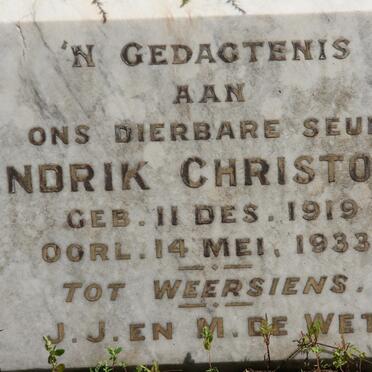 'N GEDAGTENIS
AAN
ONS DIERBARE SEUN
NDRIK CHRISTO
GEB. 11 DES. 1919
OORL. 14 MEI. 1933
TOT WEERSIENS.
J. J. EN M. DE WET